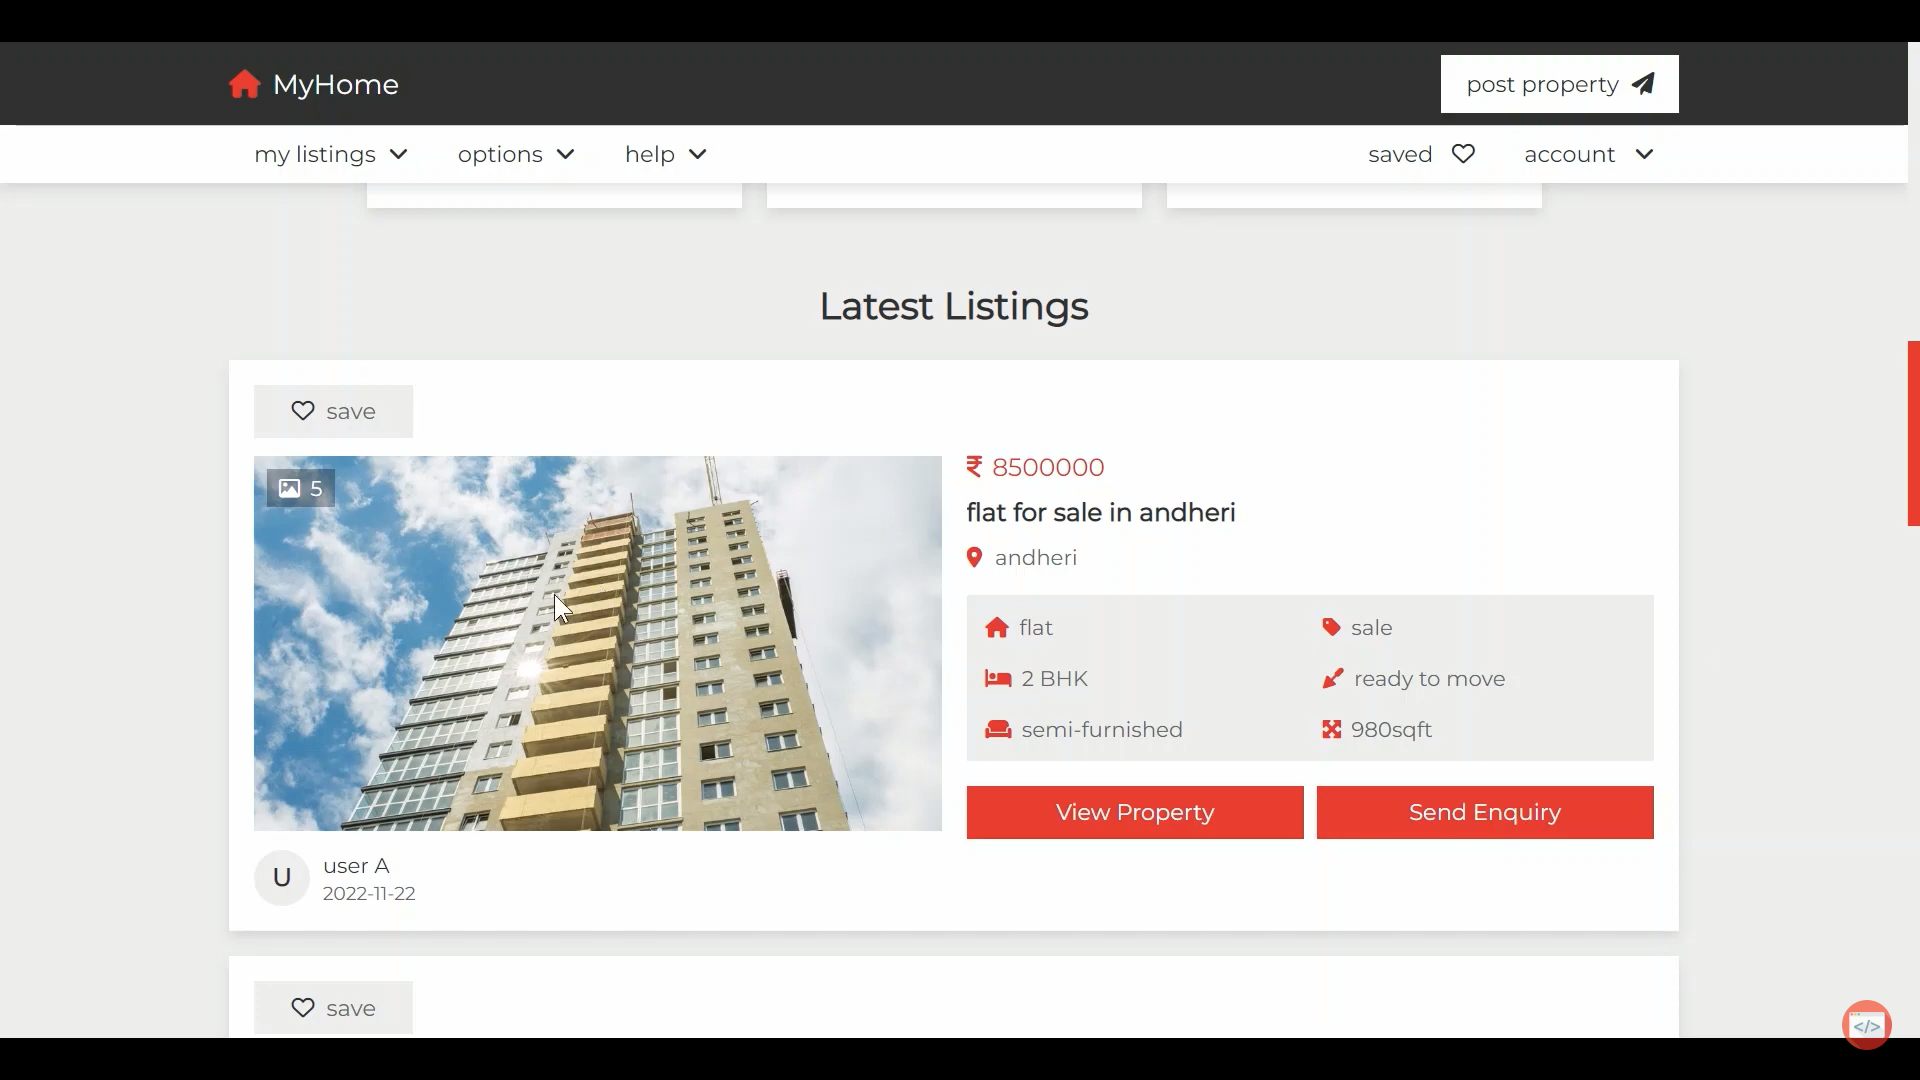 MyHome
post property
my listings
options
help
saved
account
Latest Listings
save
5
₹ 8500000
flat for sale in andheri
andheri
flat
sale
2 BHK
ready to move
semi-furnished
980sqft
View Property
Send Enquiry
U
user A
2022-11-22
save
</>